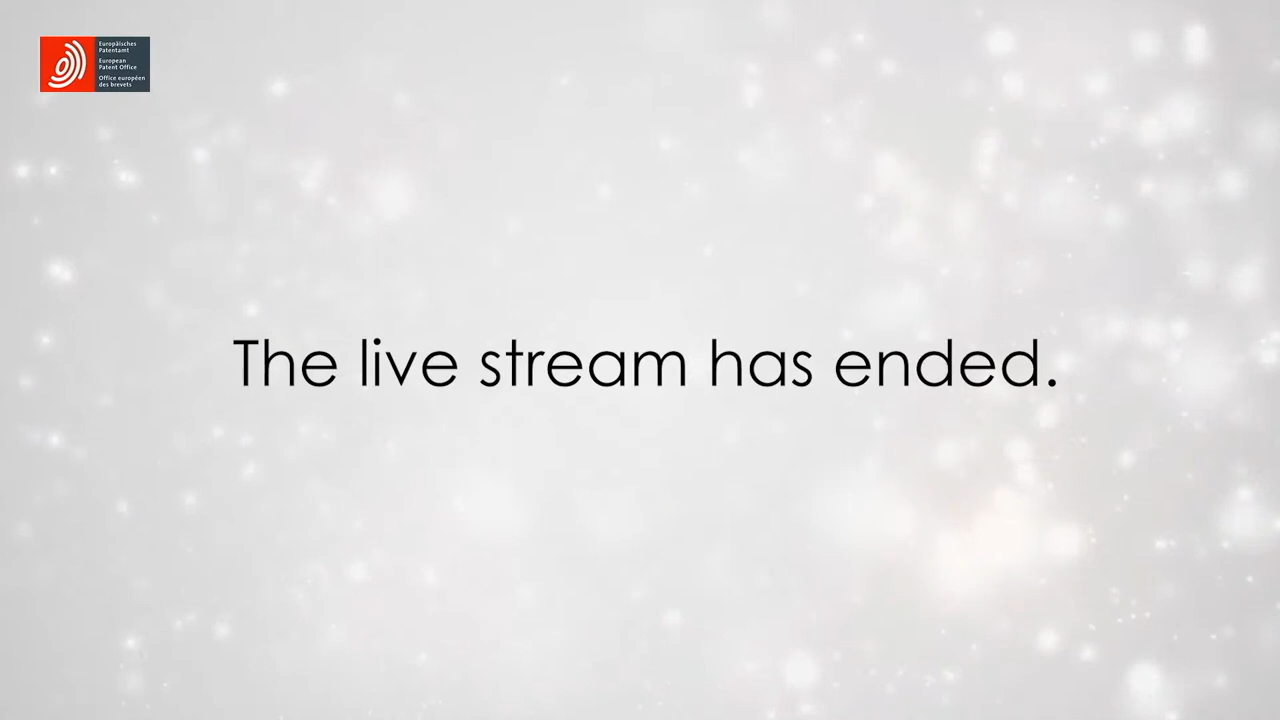 Europäisches
Patentamt
European
Patent Office
Office européen
des brevets
The live stream has ended.